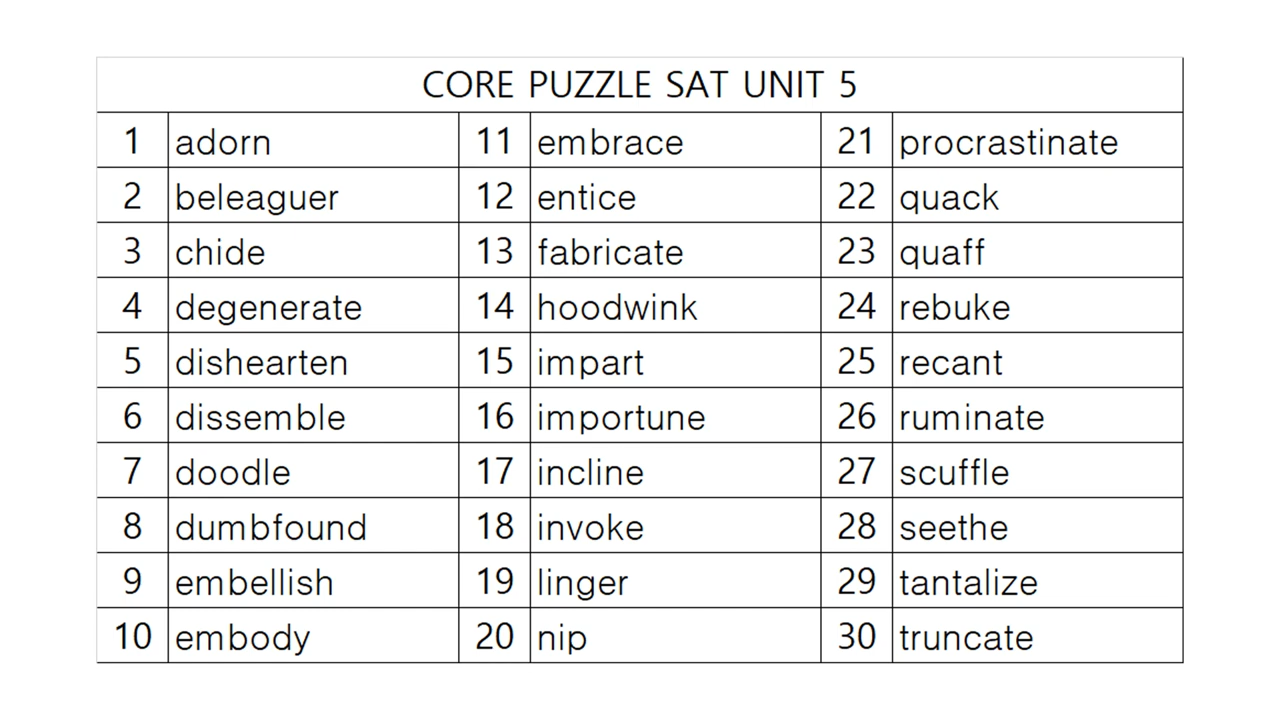 CORE PUZZLE SAT UNIT 5
1 adorn 11 embrace 21 procrastinate
2 beleaguer 12 entice 22 quack
3 chide 13 fabricate 23 quaff
4 degenerate 14 hoodwink 24 rebuke
5 dishearten 15 impart 25 recant
6 dissemble 16 importune 26 ruminate
7 doodle 17 incline 27 scuffle
8 dumbfound 18 invoke 28 seethe
9 embellish 19 linger 29 tantalize
10 embody 20 nip 30 truncate